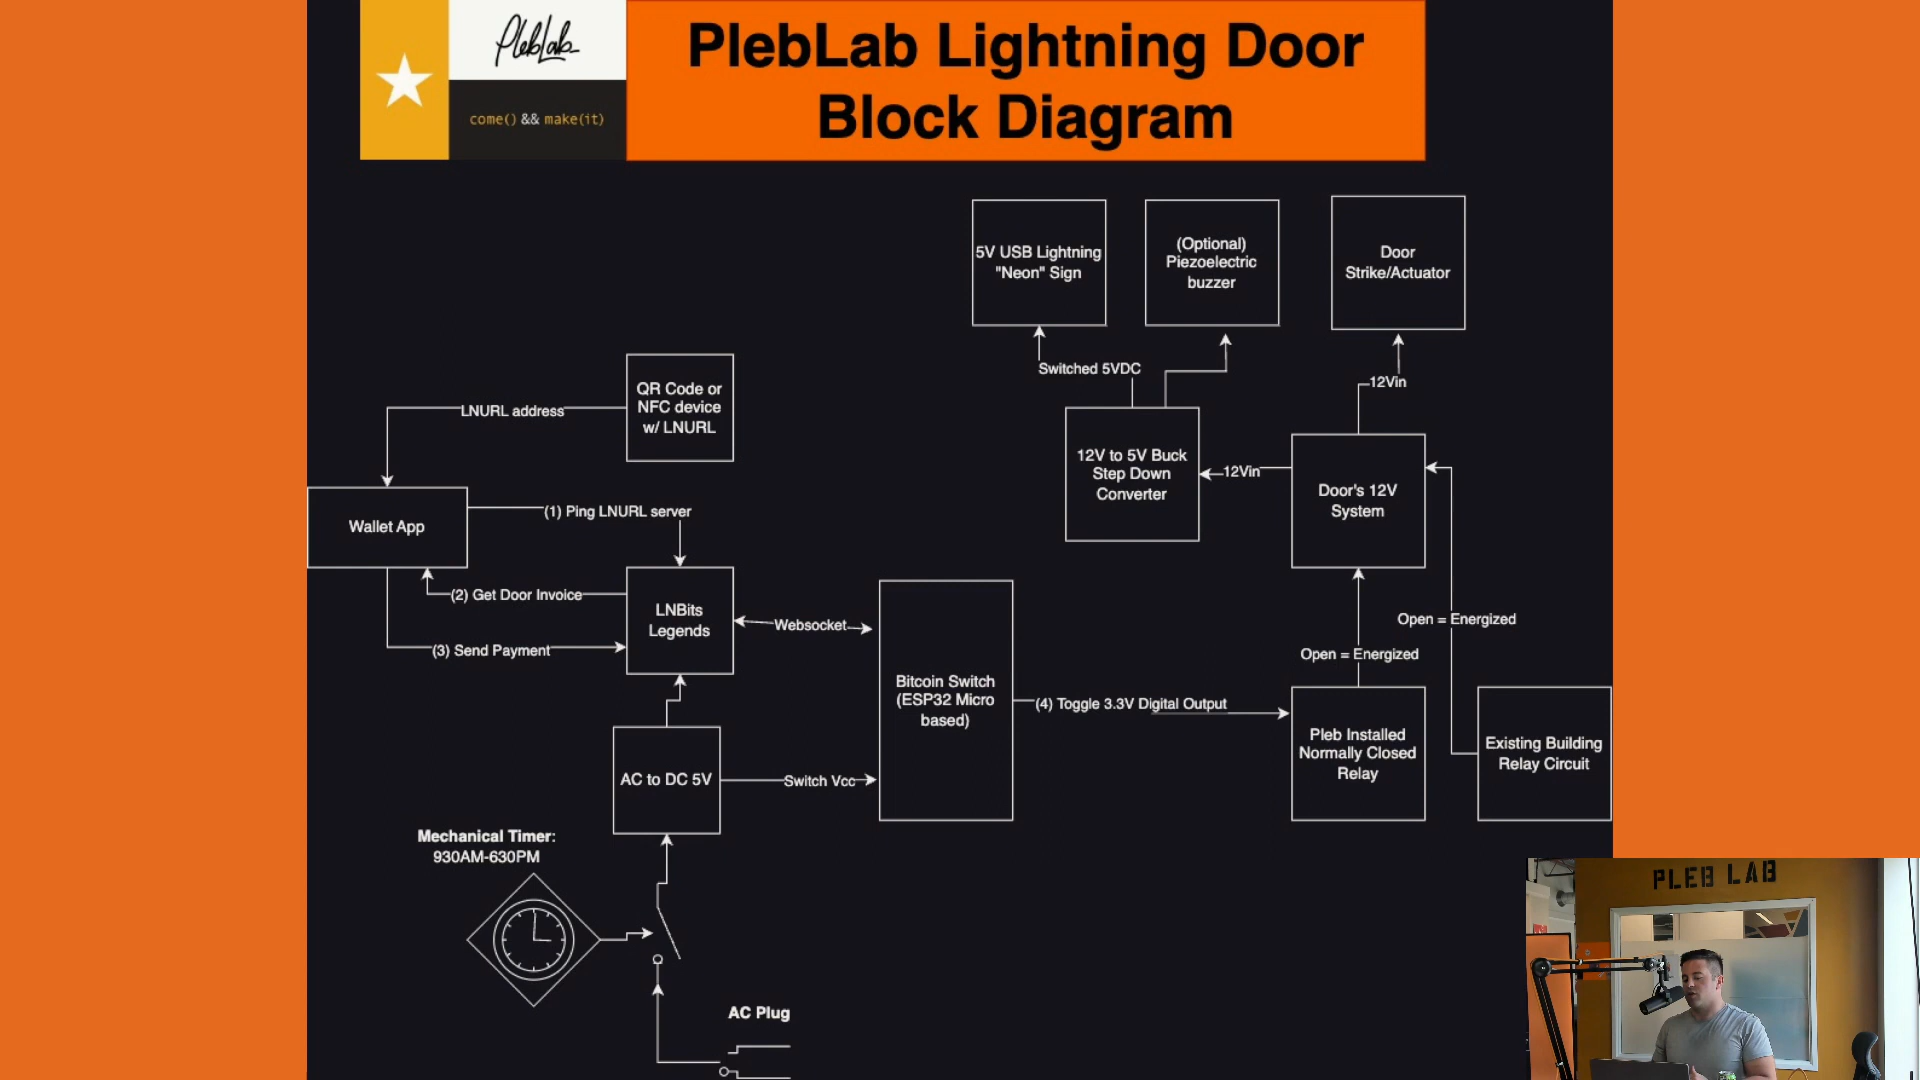 PlebLab
come() && make(it)
PlebLab Lightning Door
Block Diagram
5V USB Lightning
"Neon" Sign
(Optional)
Piezoelectric
buzzer
Door
Strike/Actuator
Switched 5VDC
12Vin
QR Code or
NFC device
w/ LNURL
LNURL address
12V to 5V Buck
Step Down
Converter
12Vin
Door's 12V
System
Wallet App
(1) Ping LNURL server
(2) Get Door Invoice
(3) Send Payment
LNBits
Legends
Websocket
Bitcoin Switch
(ESP32 Micro
based)
Open = Energized
Open = Energized
(4) Toggle 3.3V Digital Output
Pleb Installed
Normally Closed
Relay
Existing Building
Relay Circuit
AC to DC 5V
Switch Vcc
Mechanical Timer:
930AM-630PM
AC Plug
PLEB LAB